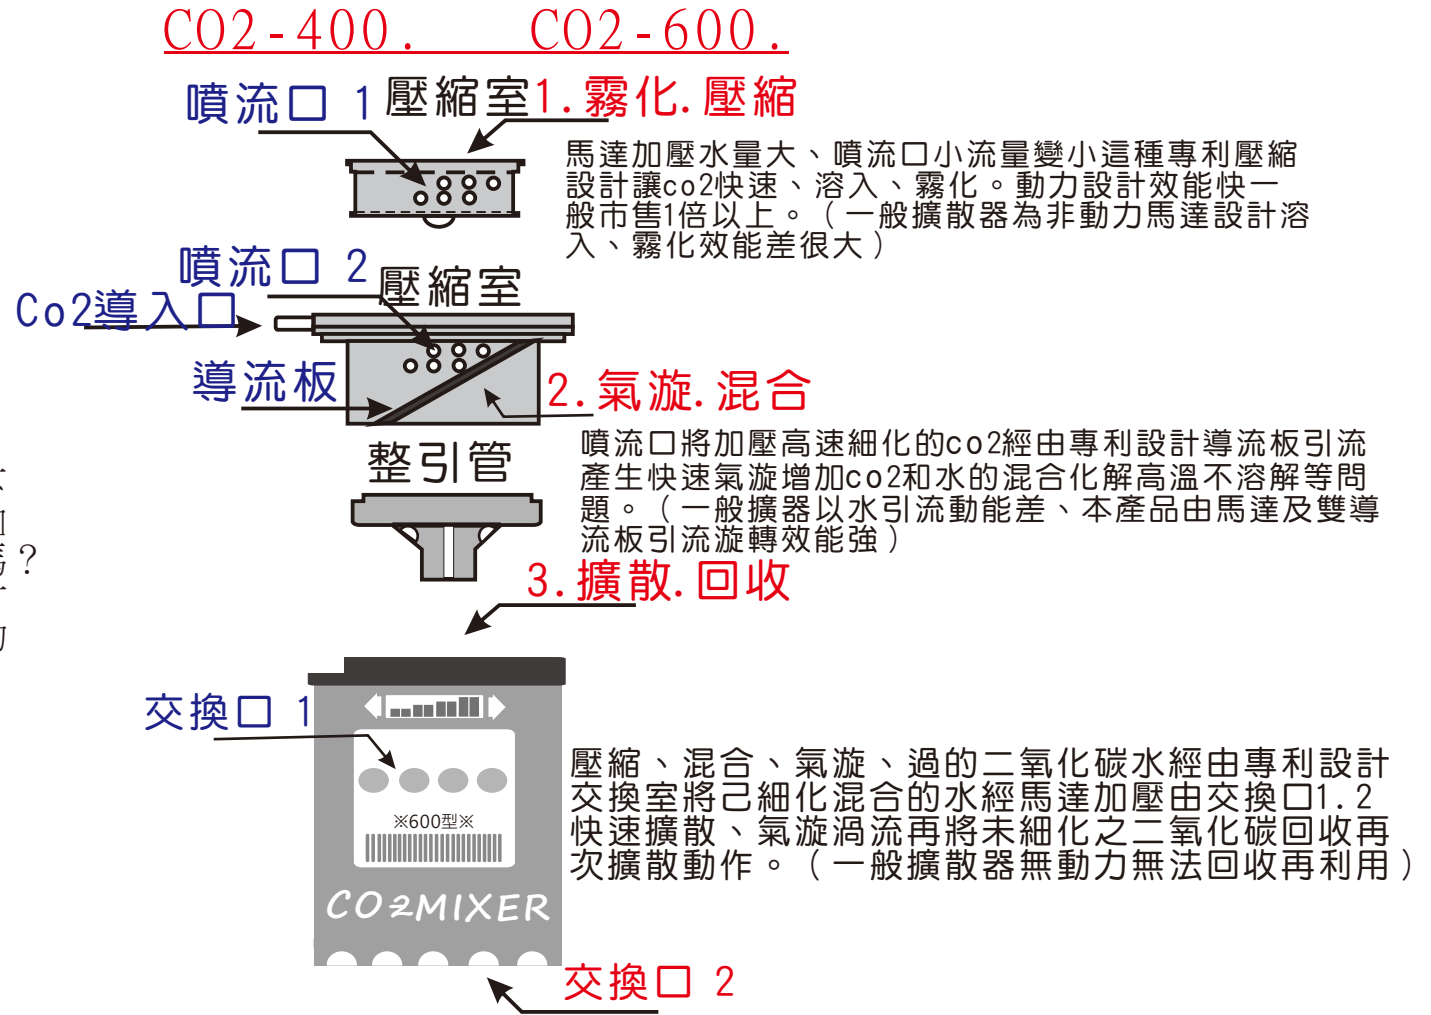 CO2-400. CO2-600.
噴流口 1
壓縮室
1.霧化.壓縮
馬達加壓水量大、噴流口小流量變小這種專利壓縮
設計讓co2快速、溶入、霧化。動力設計效能快一
般市售1倍以上。（一般擴散器為非動力馬達設計溶
入、霧化效能差很大）
噴流口 2
壓縮室
Co2導入口
導流板
2.氣漩.混合
噴流口將加壓高速細化的co2經由專利設計導流板引流
產生快速氣漩增加co2和水的混合化解高溫不溶解等問
題。（一般擴器以水引流動能差、本產品由馬達及雙導
流板引流漩轉效能強）
整引管
3.擴散.回收
？
交換口 1
壓縮、混合、氣漩、過的二氧化碳水經由專利設計
交換室將己細化混合的水經馬達加壓由交換口1.2
快速擴散、氣漩渦流再將未細化之二氧化碳回收再
次擴散動作。（一般擴散器無動力無法回收再利用）
※600型※
CO2MIXER
交換口 2